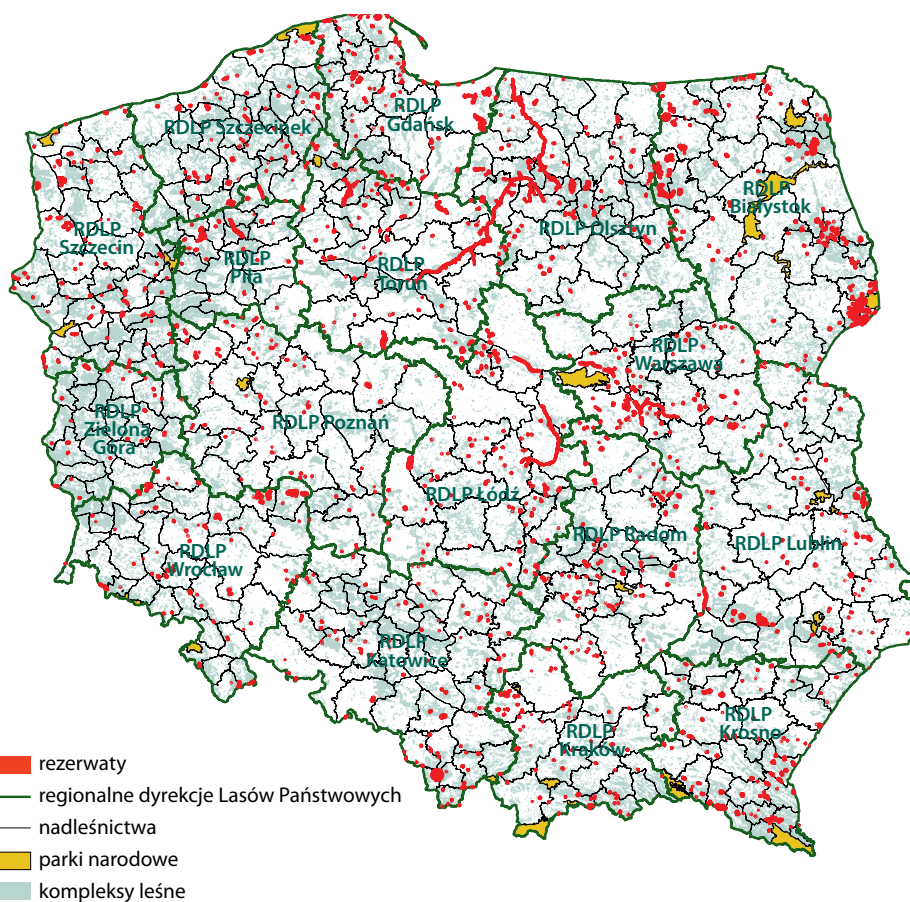 RDLP
Gdańsk
RDLP Szczecinek
RDLP
Białystok
RDLP
Szczecin
RDLP Olsztyn
RDLP
Piła
RDLP
Toruń
RDLP
Warszawa
RDLP
Zielona
Góra
RDLP Poznań
RDLP Łódź
RDLP Radom
RDLP Lublin
RDLP
Wrocław
RDLP
Katowice
RDLP
Krosno
RDLP
Kraków
rezerwaty
regionalne dyrekcje Lasów Państwowych
nadleśnictwa
parki narodowe
kompleksy leśne